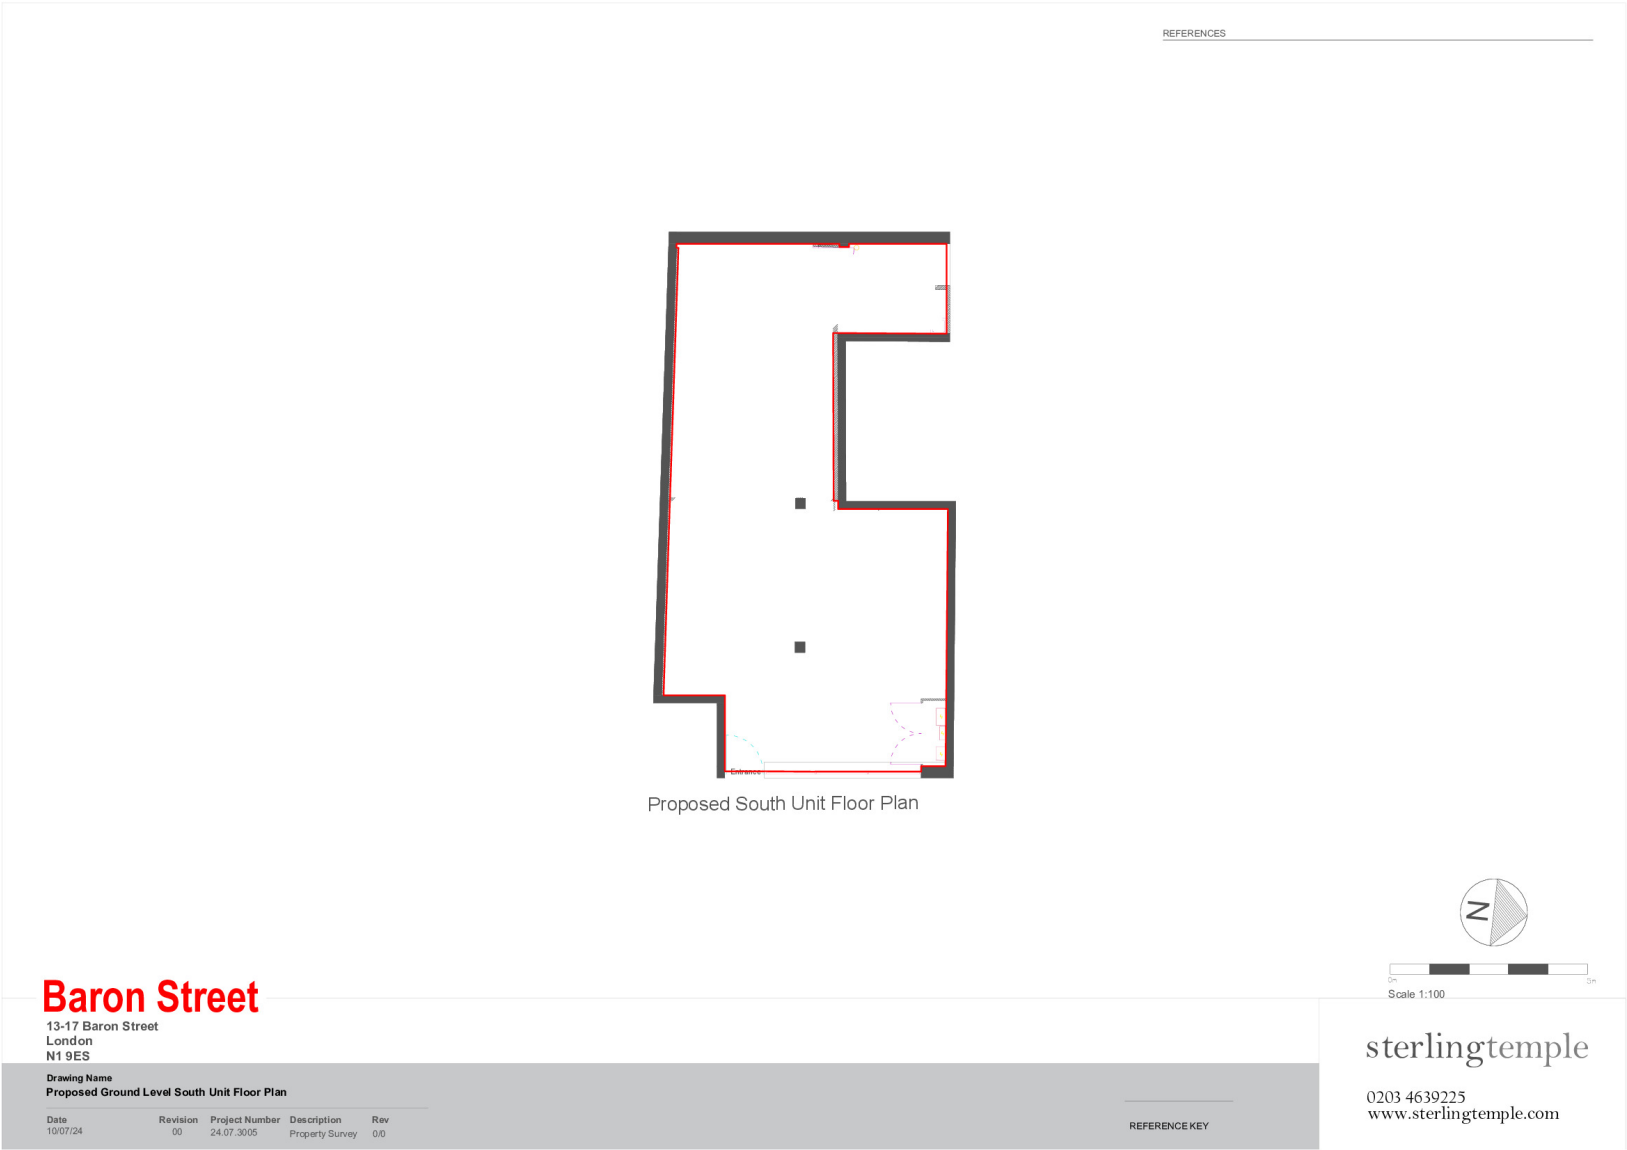 REFERENCES
Entrance
Proposed South Unit Floor Plan
N
Scale 1:100
Baron Street
13-17 Baron Street
London
N1 9ES
Drawing Name
Proposed Ground Level South Unit Floor Plan
Date Revision Project Number Description Rev
10/07/24 00 24.07.3005 Property Survey 0/0
REFERENCE KEY
sterlingtemple
0203 4639225
www.sterlingtemple.com